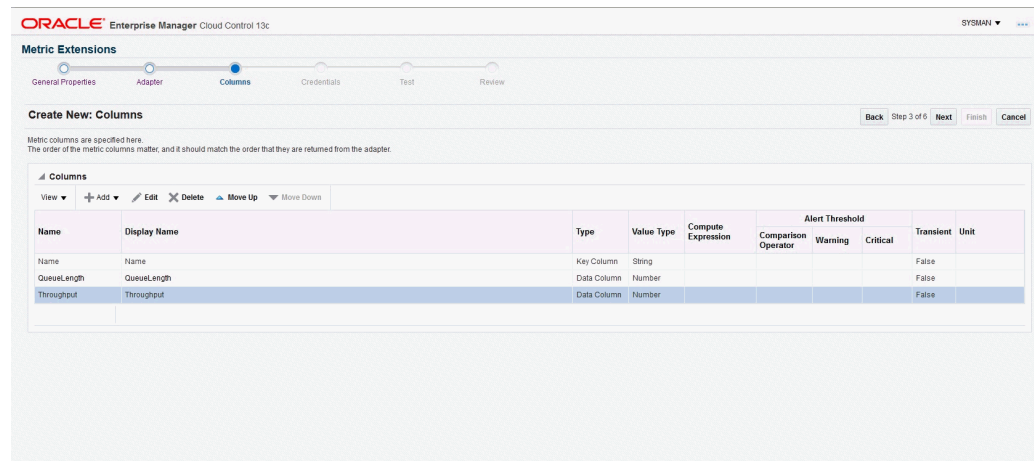 ORACLE Enterprise Manager Cloud Control 13c SYSMAN
Metric Extensions
General Properties Adapter Columns Credentials Test Review
Create New: Columns Back Step 3 of 6 Next Finish Cancel
Metric columns are specified here.
The order of the metric columns matter, and it should match the order that they are returned from the adapter.
Columns
View Add Edit Delete Move Up Move Down
Name Display Name Type Value Type Compute Expression Alert Threshold Comparison Operator Warning Critical Transient Unit
Name Name Key Column String False
QueueLength QueueLength Data Column Number False
Throughput Throughput Data Column Number False